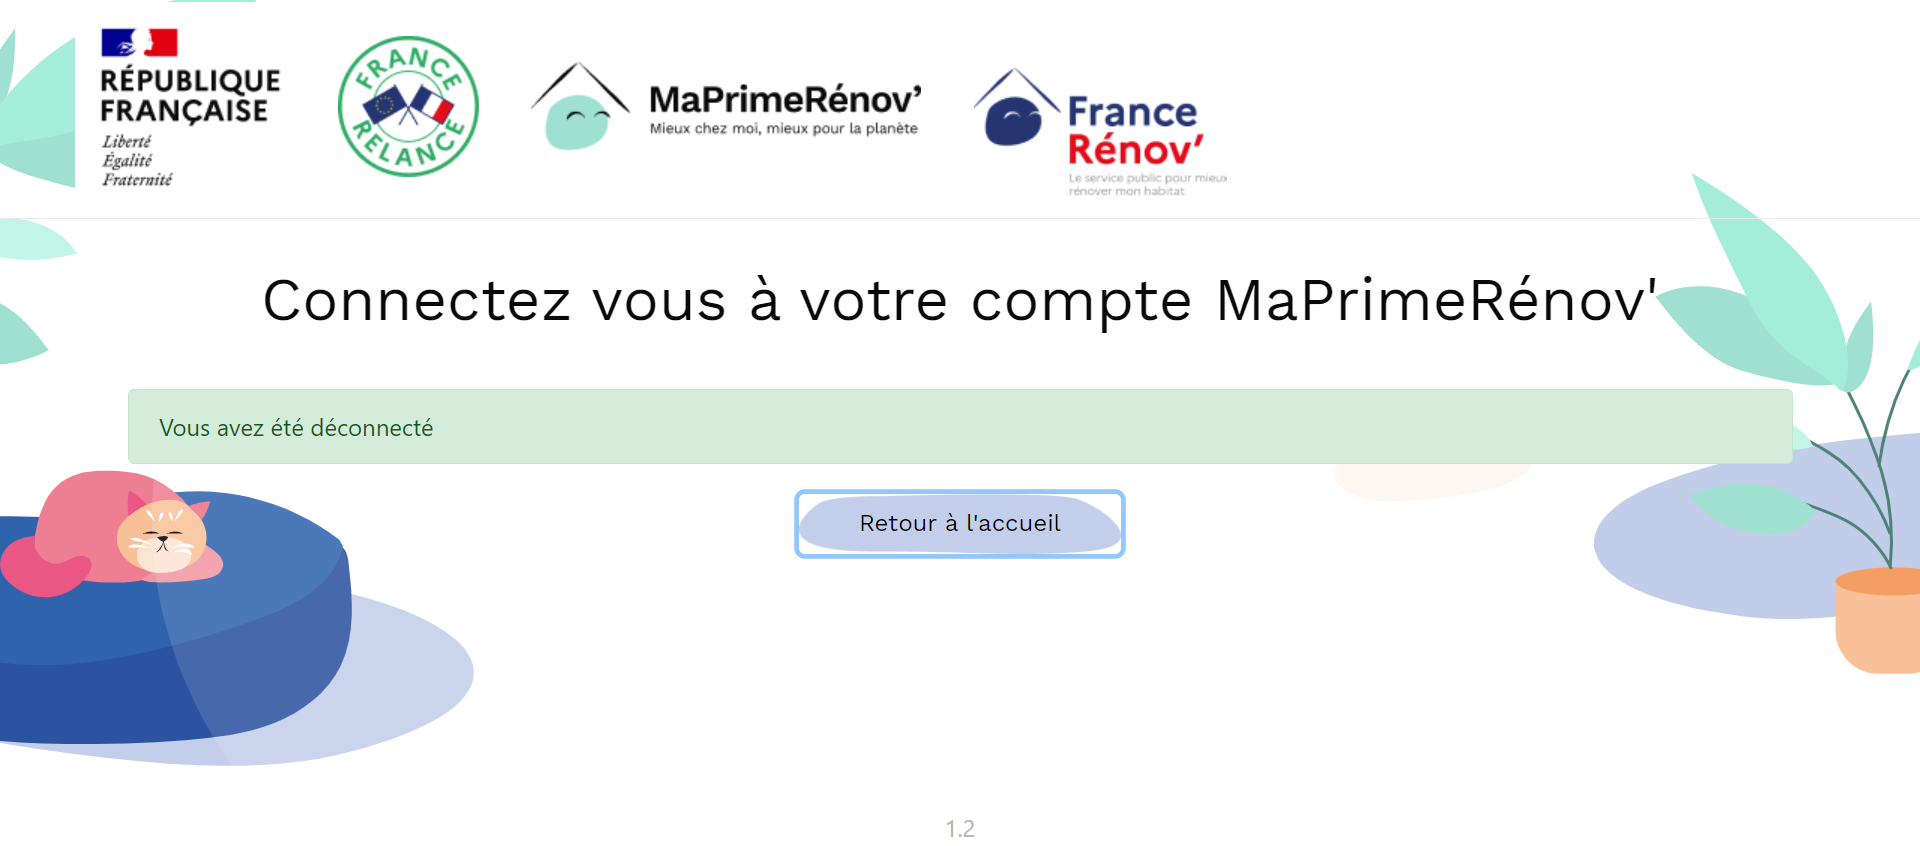 RÉPUBLIQUE
FRANÇAISE
Liberté
Égalité
Fraternité
FRANCE
RELANCE
MaPrimeRénov’
Mieux chez moi, mieux pour la planète
France
Rénov’
Le service public pour mieux
rénover mon habitat
Connectez vous à votre compte MaPrimeRénov'
Vous avez été déconnecté
Retour à l'accueil
1.2